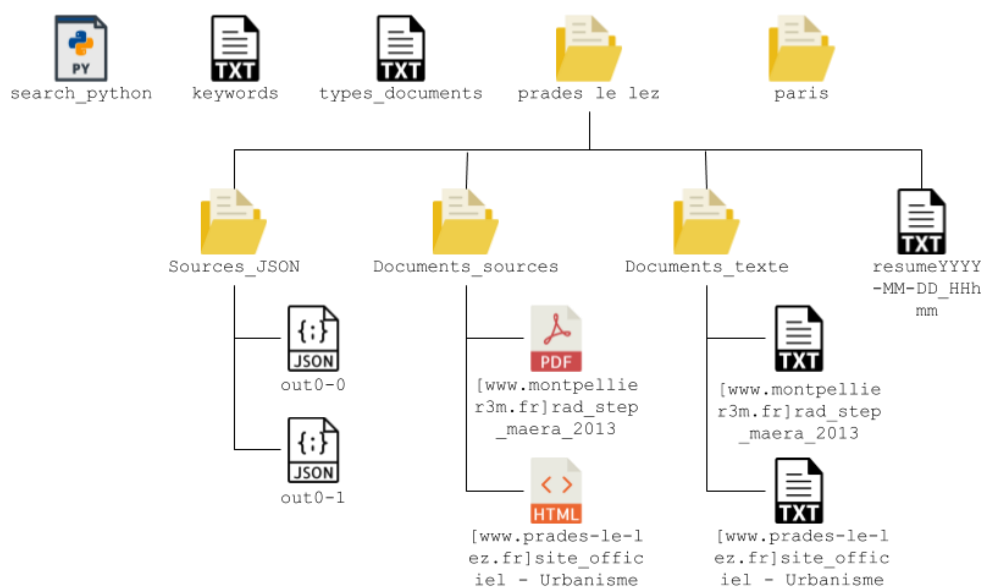 PY
TXT
TXT
search_python
keywords
types_documents
prades le lez
paris
TXT
Sources_JSON
Documents_sources
Documents_texte
resumeYYYY
-MM-DD_HHh
mm
{;}
JSON
out0-0
PDF
[www.montpellie
r3m.fr]rad_step
_maera_2013
TXT
[www.montpellie
r3m.fr]rad_step
_maera_2013
{;}
JSON
out0-1
< >
HTML
[www.prades-le-l
ez.fr]site_offic
iel - Urbanisme
TXT
[www.prades-le-l
ez.fr]site_offic
iel - Urbanisme